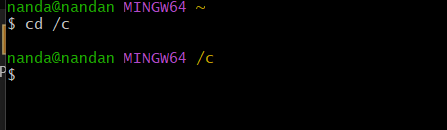 nanda@nandan MINGW64 ~
$ cd /c
nanda@nandan MINGW64 /c
$